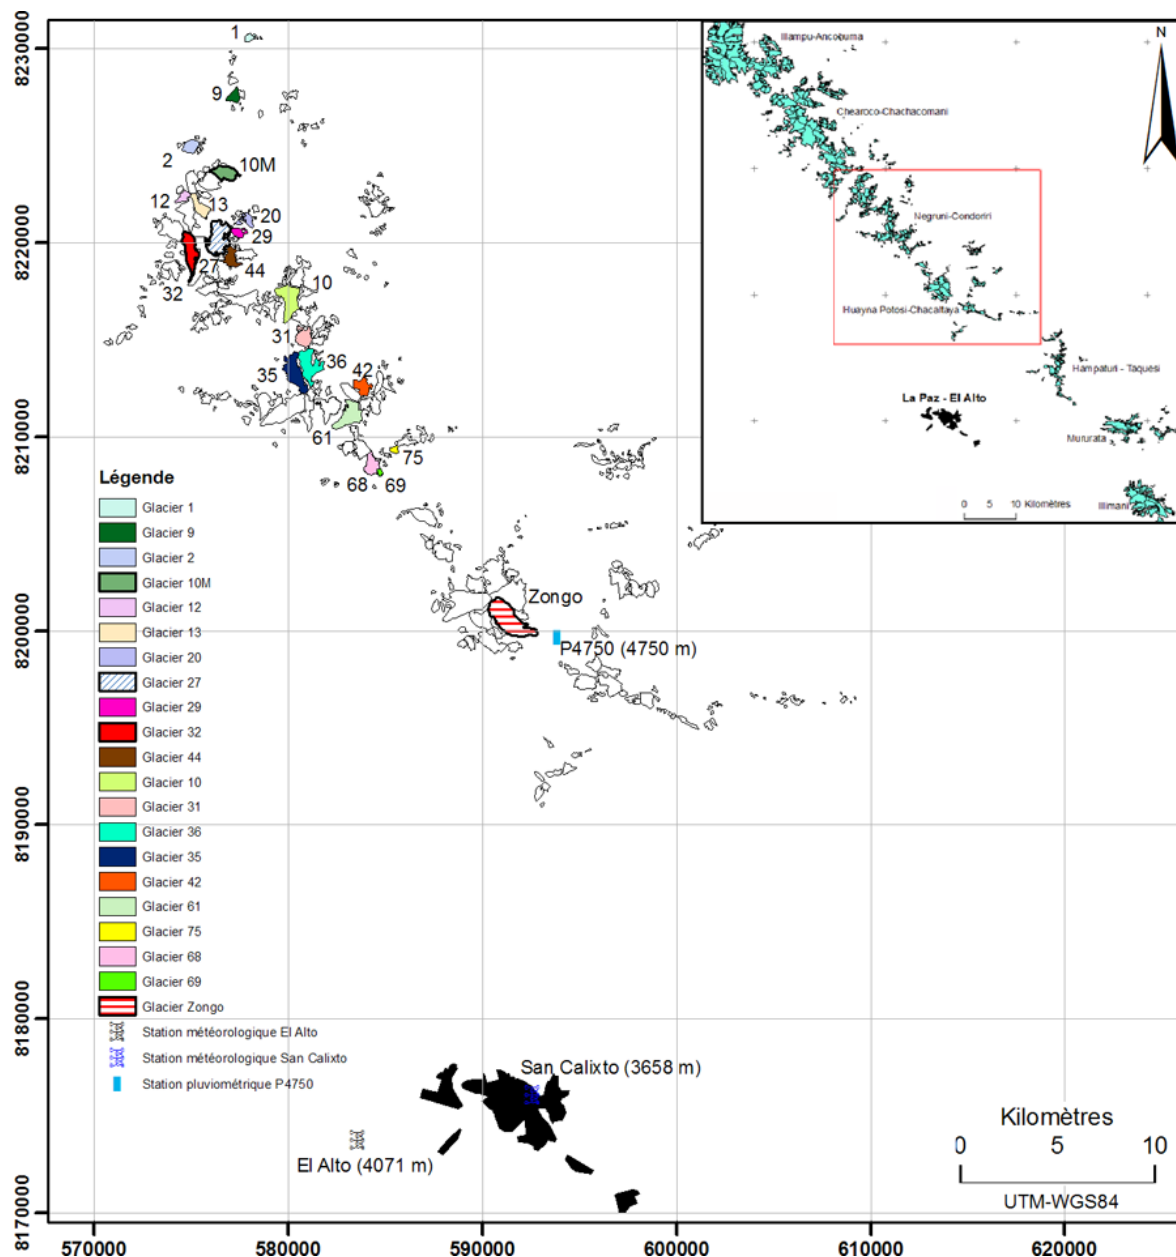 1
9
2
10M
12
13
20
29
27
44
32
10
31
36
35
42
61
75
68
69
Zongo
P4750 (4750 m)
San Calixto (3658 m)
El Alto (4071 m)
Légende
Glacier 1
Glacier 9
Glacier 2
Glacier 10M
Glacier 12
Glacier 13
Glacier 20
Glacier 27
Glacier 29
Glacier 32
Glacier 44
Glacier 10
Glacier 31
Glacier 36
Glacier 35
Glacier 42
Glacier 61
Glacier 75
Glacier 68
Glacier 69
Glacier Zongo
Station météorologique El Alto
Station météorologique San Calixto
Station pluviométrique P4750
N
Illampu-Ancohuma
Chearoco-Chachacomani
Negruni-Condoriri
Huayna Potosi-Chacaltaya
Hampaturi - Taquesi
La Paz - El Alto
Mururata
Illimani
0 5 10 Kilomètres
Kilomètres
0 5 10
UTM-WGS84
8230000
8220000
8210000
8200000
8190000
8180000
8170000
570000 580000 590000 600000 610000 620000